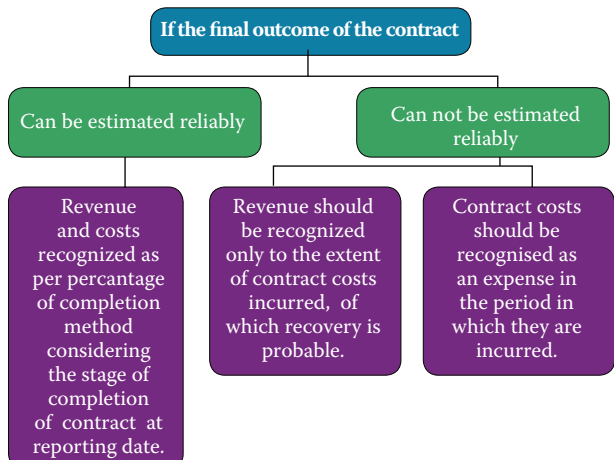 If the final outcome of the contract
Can be estimated reliably
Can not be estimated
reliably
Revenue
and costs
recognized as
per percantage
of completion
method
considering
the stage of
completion
of contract at
reporting date.
Revenue should
be recognized
only to the extent
of contract costs
incurred, of
which recovery is
probable.
Contract costs
should be
recognised as
an expense in
the period in
which they are
incurred.